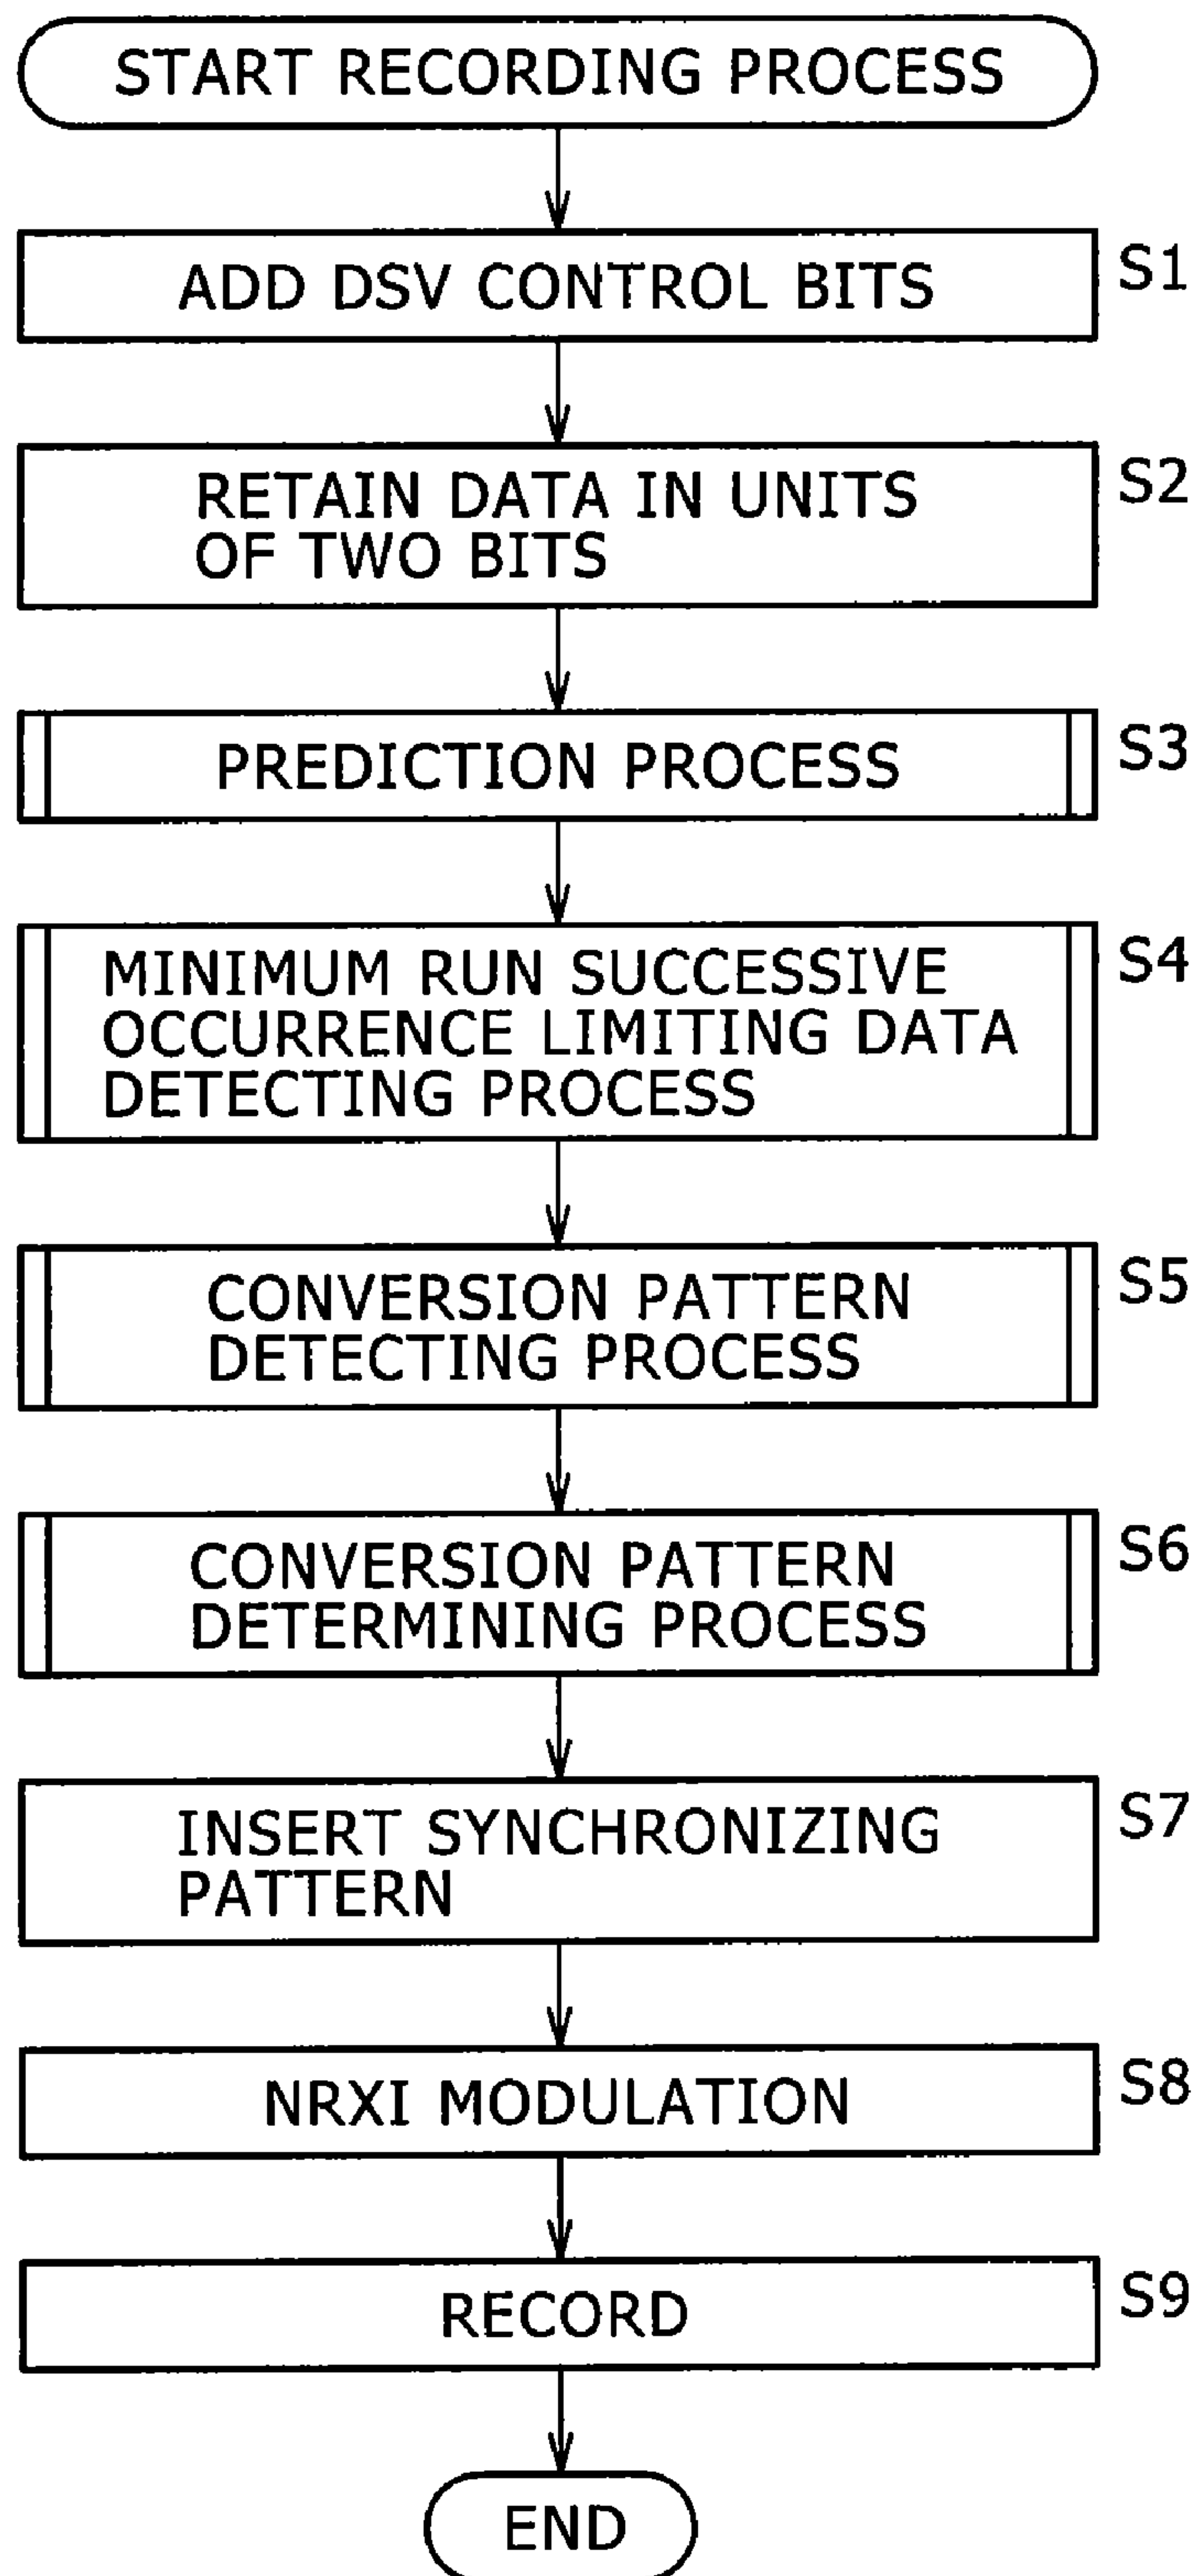 START RECORDING PROCESS
ADD DSV CONTROL BITS
S1
RETAIN DATA IN UNITS
OF TWO BITS
S2
PREDICTION PROCESS
S3
MINIMUM RUN SUCCESSIVE
OCCURRENCE LIMITING DATA
DETECTING PROCESS
S4
CONVERSION PATTERN
DETECTING PROCESS
S5
CONVERSION PATTERN
DETERMINING PROCESS
S6
INSERT SYNCHRONIZING
PATTERN
S7
NRXI MODULATION
S8
RECORD
S9
END